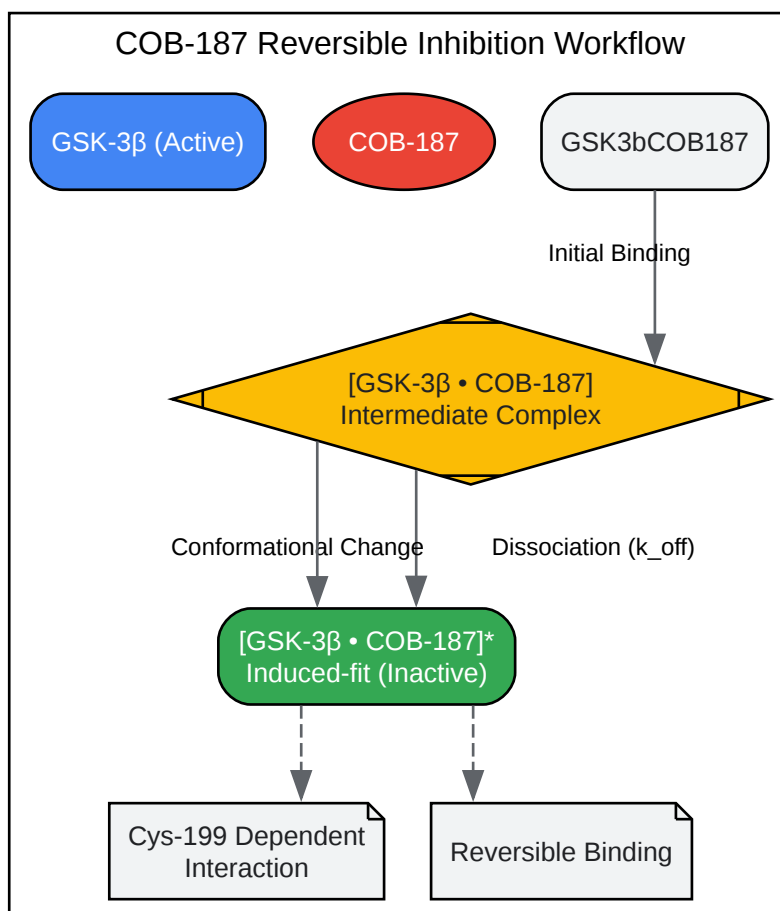 COB-187 Reversible Inhibition Workflow
GSK-3β (Active)
COB-187
GSK3bCOB187
Initial Binding
[GSK-3β • COB-187]
Intermediate Complex
Conformational Change
Dissociation (k_off)
[GSK-3β • COB-187]*
Induced-fit (Inactive)
Cys-199 Dependent
Interaction
Reversible Binding